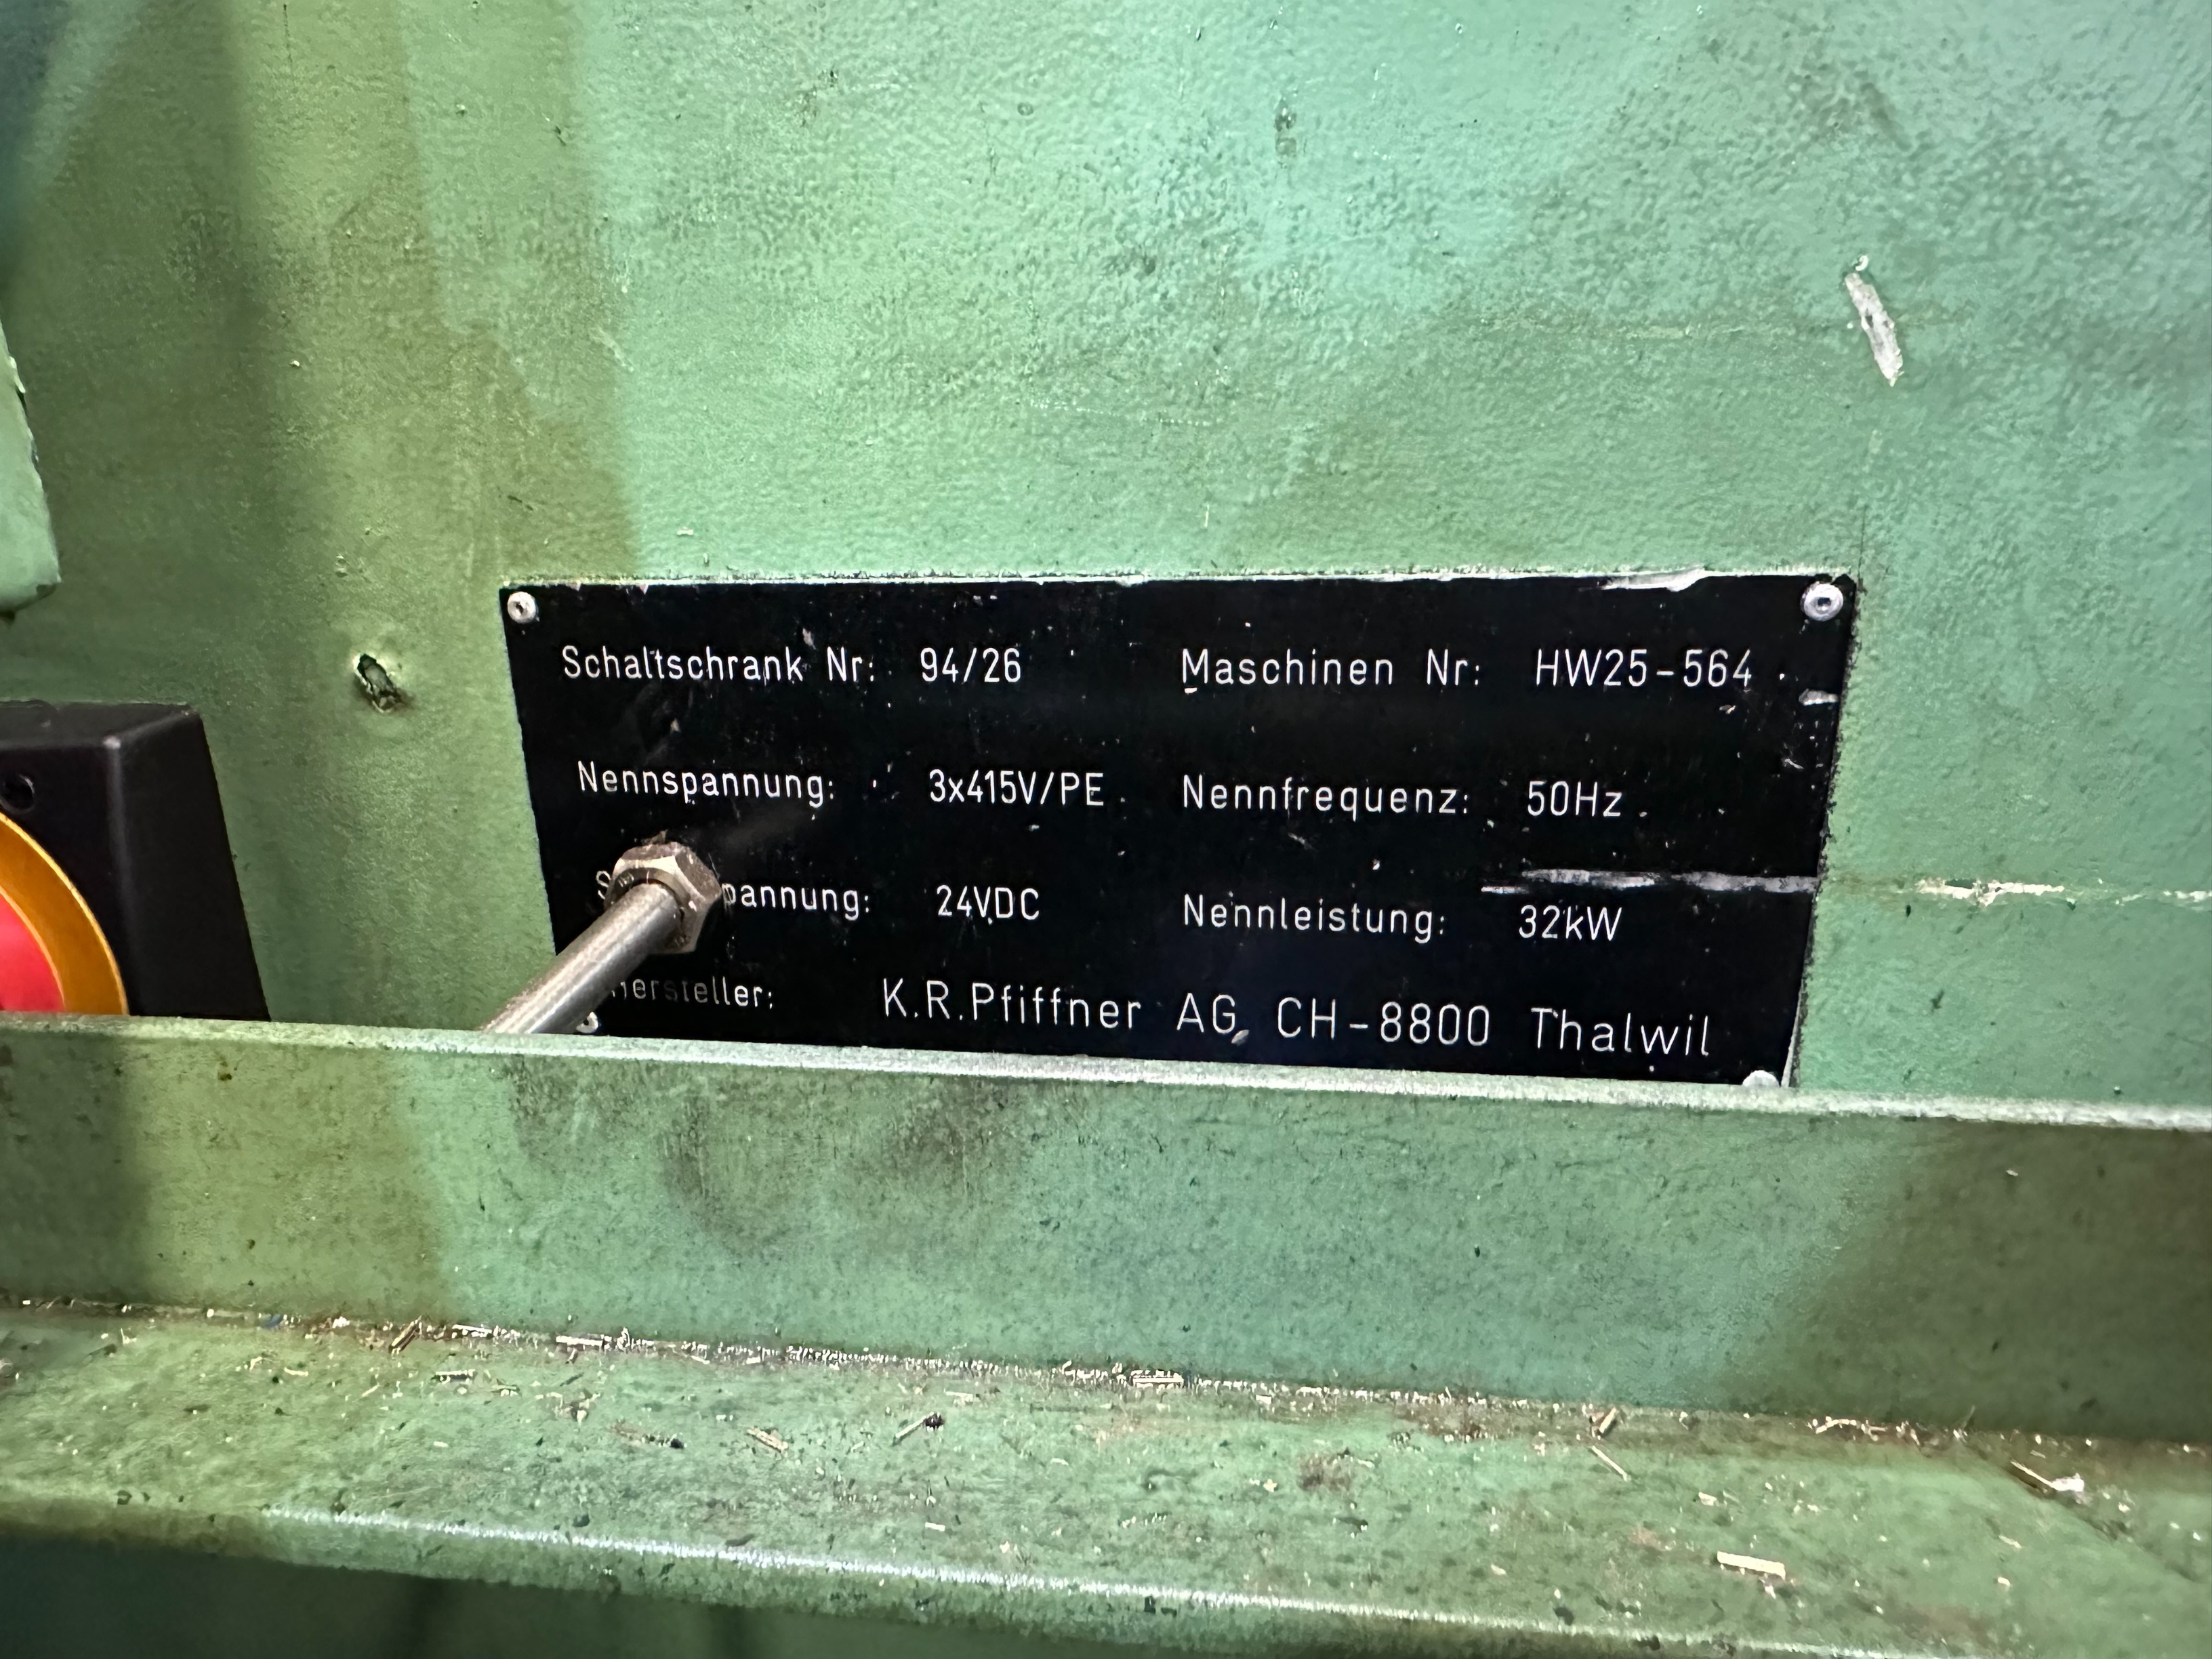 Schaltschrank Nr: 94/26 Maschinen Nr: HW25-564
Nennspannung: 3x415V/PE Nennfrequenz: 50Hz
24VDC Nennleistung: 32kW
K.R.Pfiffner AG, CH-8800 Thalwil